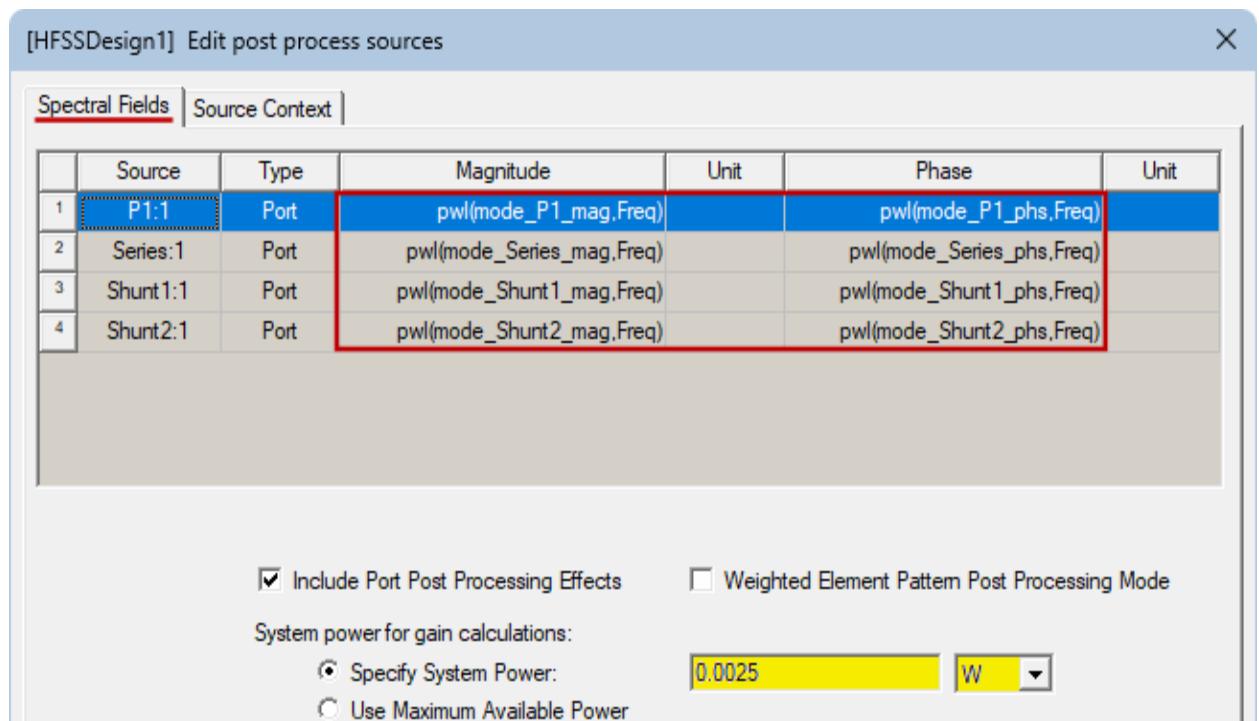 [HFSSDesign1] Edit post process sources
Spectral Fields Source Context
Source Type Magnitude Unit Phase Unit
1 P1:1 Port pwl(mode_P1_mag,Freq) pwl(mode_P1_phs,Freq)
2 Series:1 Port pwl(mode_Series_mag,Freq) pwl(mode_Series_phs,Freq)
3 Shunt1:1 Port pwl(mode_Shunt1_mag,Freq) pwl(mode_Shunt1_phs,Freq)
4 Shunt2:1 Port pwl(mode_Shunt2_mag,Freq) pwl(mode_Shunt2_phs,Freq)
Include Port Post Processing Effects Weighted Element Pattern Post Processing Mode
System power for gain calculations:
Specify System Power: 0.0025 W
Use Maximum Available Power